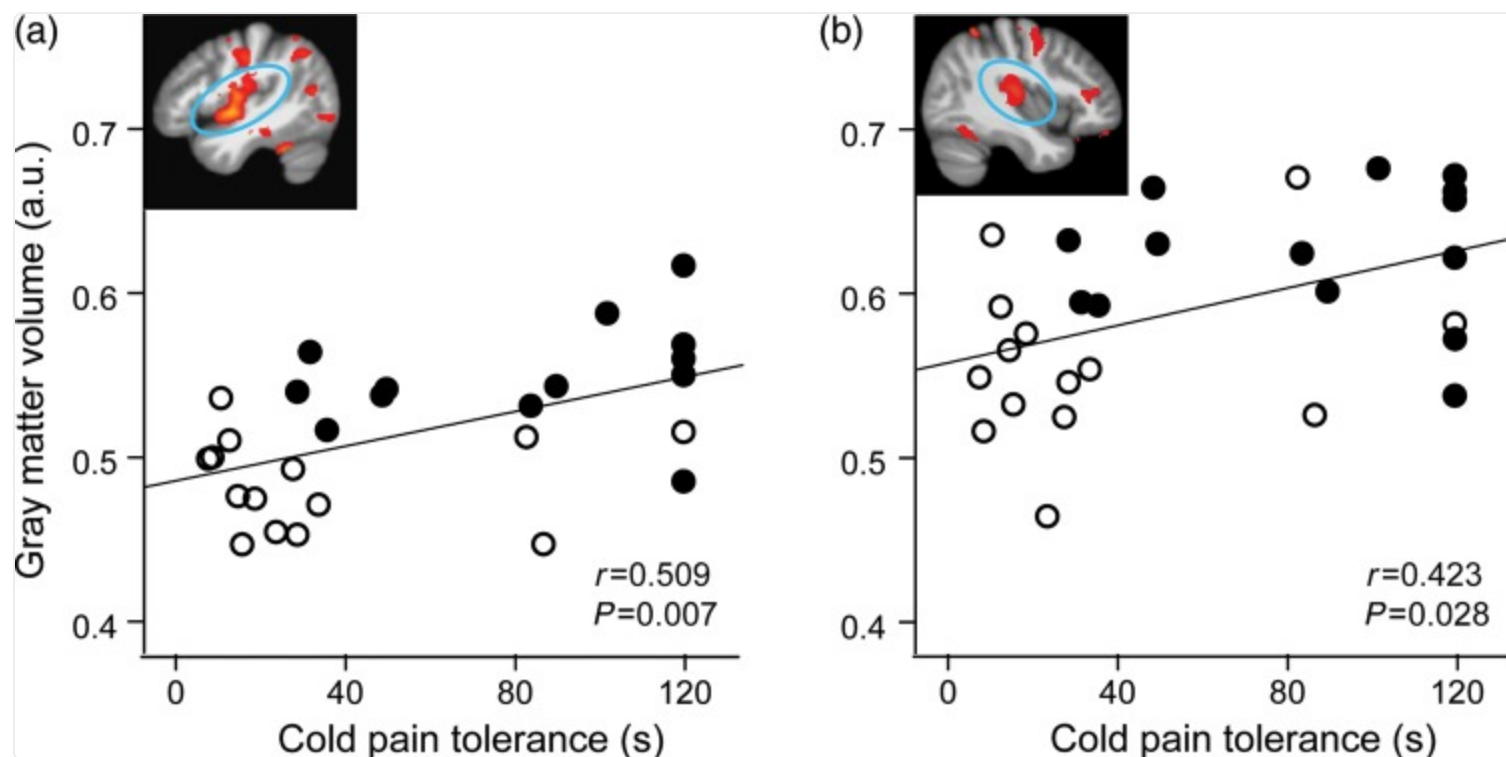 (a)
Gray matter volume (a.u.)
0.7
0.6
0.5
0.4
r=0.509
P=0.007
0
40
80
120
Cold pain tolerance (s)
(b)
0.7
0.6
0.5
0.4
r=0.423
P=0.028
0
40
80
120
Cold pain tolerance (s)